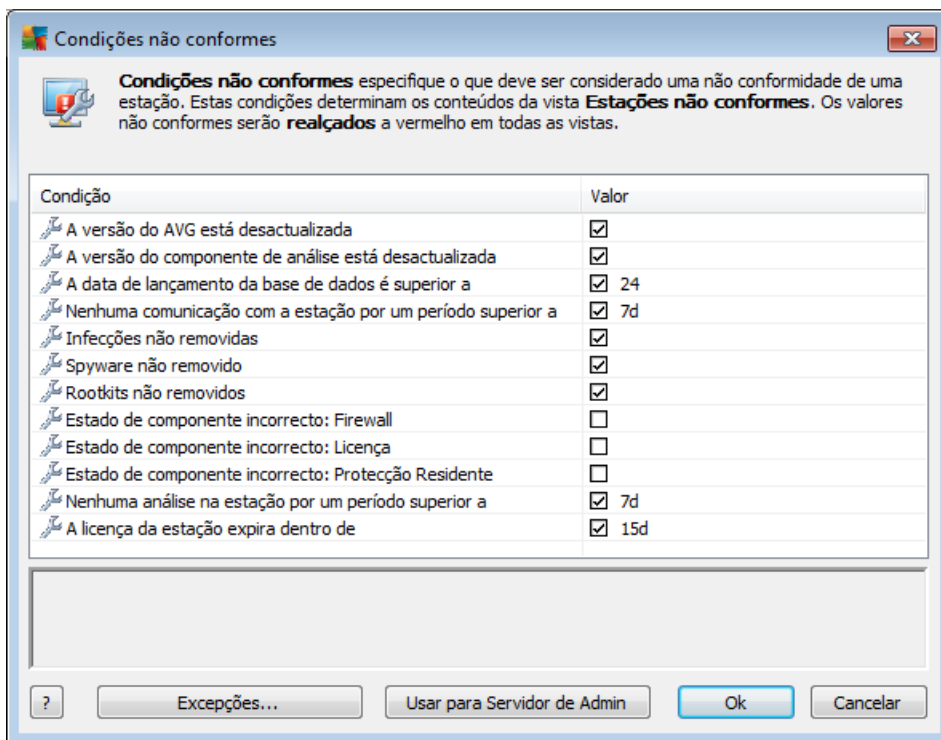 Condições não conformes
Condições não conformes especifique o que deve ser considerado uma não conformidade de uma
estação. Estas condições determinam os conteúdos da vista Estações não conformes. Os valores
não conformes serão realçados a vermelho em todas as vistas.
Condição Valor
A versão do AVG está desactualizada
A versão do componente de análise está desactualizada
A data de lançamento da base de dados é superior a 24
Nenhuma comunicação com a estação por um período superior a 7d
Infecções não removidas
Spyware não removido
Rootkits não removidos
Estado de componente incorrecto: Firewall
Estado de componente incorrecto: Licença
Estado de componente incorrecto: Protecção Residente
Nenhuma análise na estação por um período superior a 7d
A licença da estação expira dentro de 15d
? Excepções... Usar para Servidor de Admin Ok Cancelar